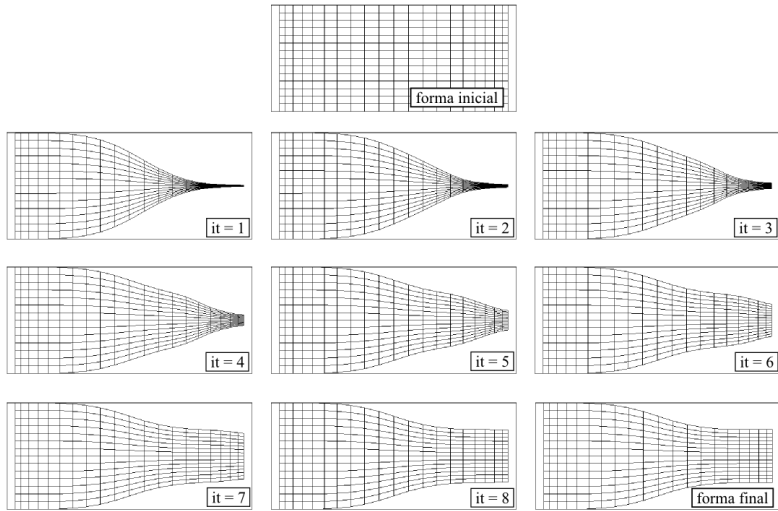 forma inicial
it = 1
it = 2
it = 3
it = 4
it = 5
it = 6
it = 7
it = 8
forma final